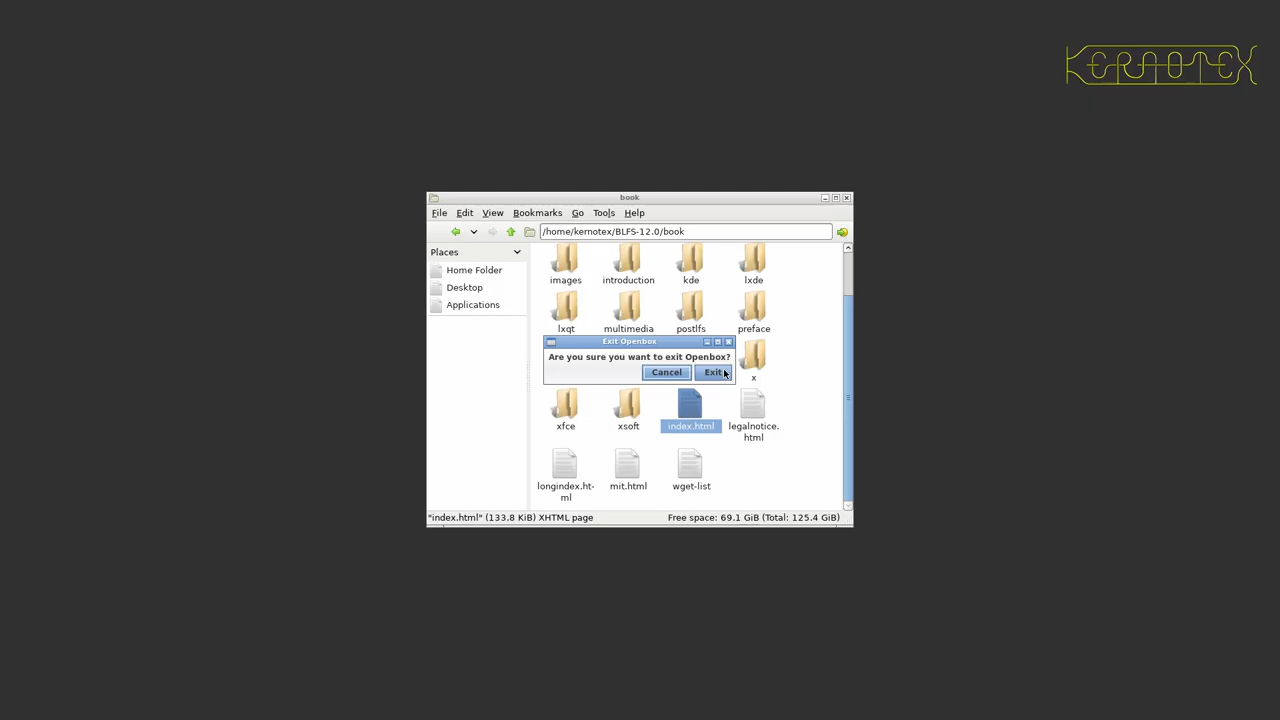 KERNOTEX
book
File Edit View Bookmarks Go Tools Help
/home/kernotex/BLFS-12.0/book
Places
Home Folder
Desktop
Applications
images introduction kde lxde
lxqt multimedia postlfs preface
Exit Openbox
Are you sure you want to exit Openbox?
Cancel Exit
x
xfce xsoft index.html legalnotice.
html
longindex.ht- mit.html wget-list
ml
"index.html" (133.8 KiB) XHTML page Free space: 69.1 GiB (Total: 125.4 GiB)